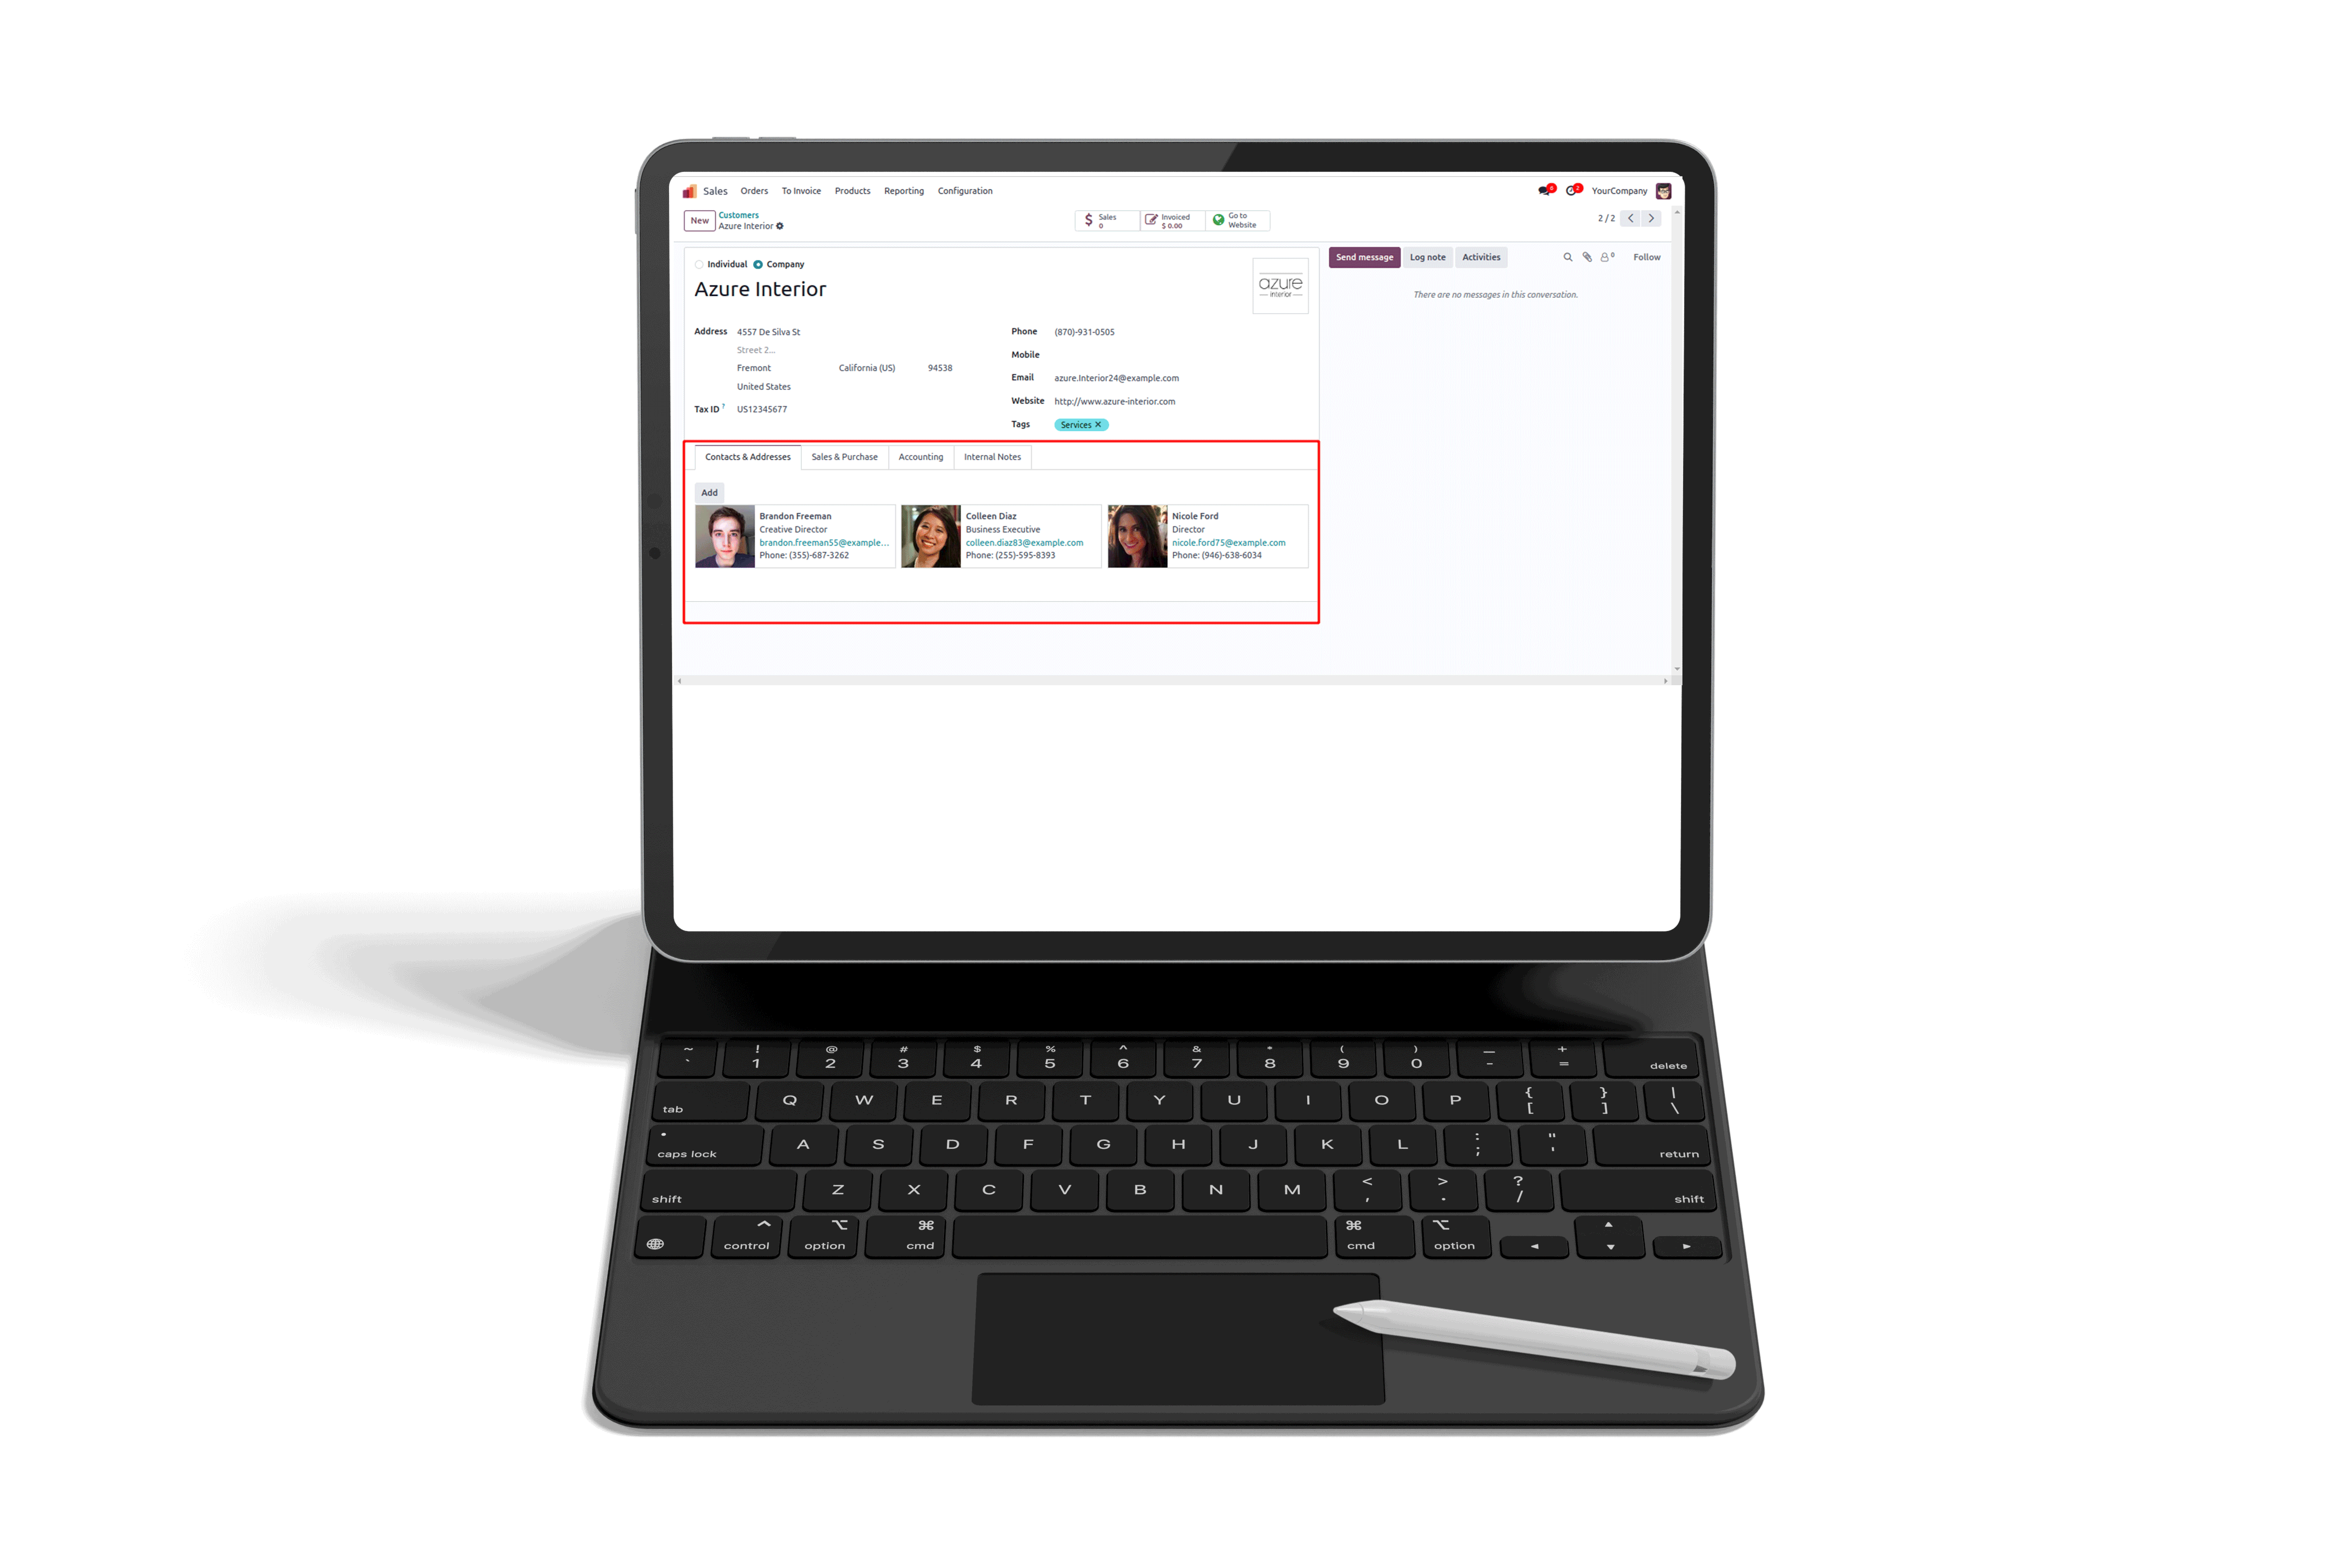 Sales Orders To Invoice Products Reporting Configuration 6 2 YourCompany
New Customers Azure Interior
Sales 0 Invoiced $ 0.00 Go to Website 2 / 2
Individual Company
Azure Interior
azure
interior
Address 4557 De Silva St
Street 2...
Fremont California (US) 94538
United States
Tax ID ? US12345677
Phone (870)-931-0505
Mobile
Email azure.Interior24@example.com
Website http://www.azure-interior.com
Tags Services ✕
Send message Log note Activities 0 Follow
There are no messages in this conversation.
Contacts & Addresses Sales & Purchase Accounting Internal Notes
Add
Brandon Freeman
Creative Director
brandon.freeman55@example...
Phone: (355)-687-3262
Colleen Diaz
Business Executive
colleen.diaz83@example.com
Phone: (255)-595-8393
Nicole Ford
Director
nicole.ford75@example.com
Phone: (946)-638-6034
~ ! @ # $ % ^ & * ( ) — +
` 1 2 3 4 5 6 7 8 9 0 - = delete
tab Q W E R T Y U I O P { [ } ] | \
caps lock A S D F G H J K L : ; " ' return
shift Z X C V B N M < , > . ? / shift
control option cmd cmd option